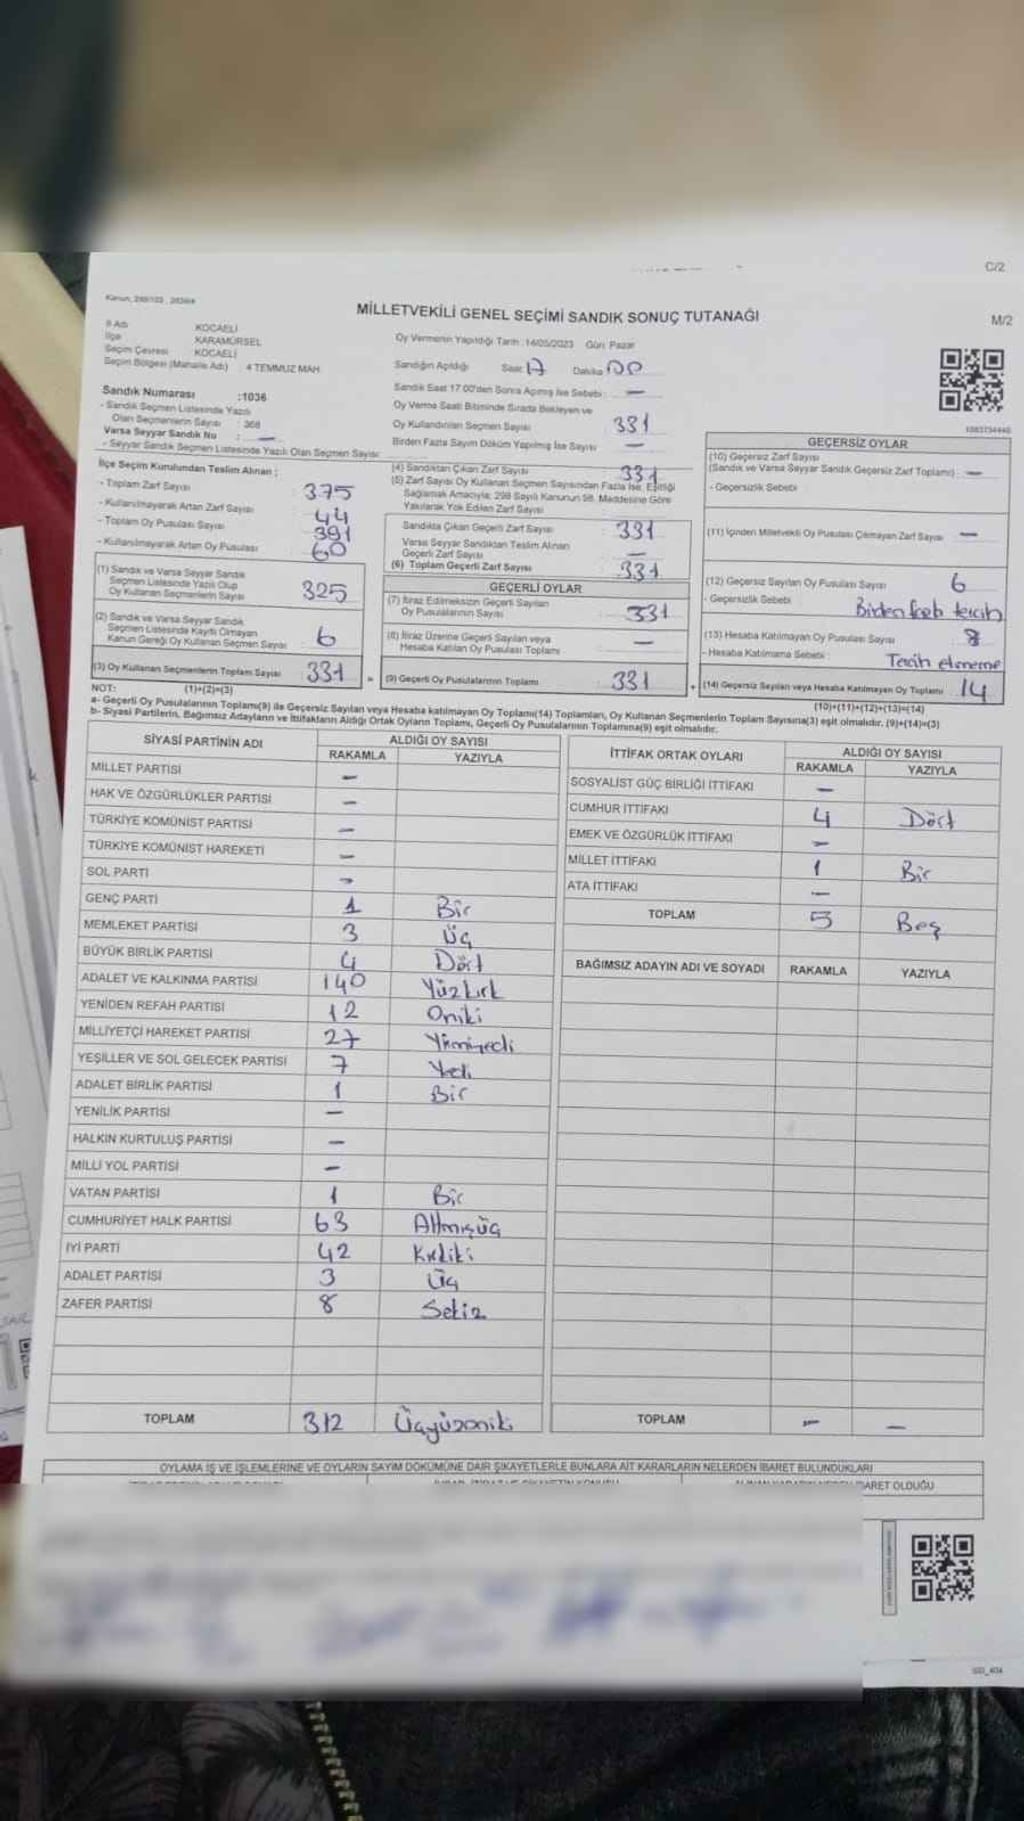 C/2
MİLLETVEKİLİ GENEL SEÇİMİ SANDIK SONUÇ TUTANAĞI
M/2
İl Adı KOCAELİ
İlçe KARAMÜRSEL
Seçim Çevresi KOCAELİ
Seçim Bölgesi (Mahalle Adı) 4 TEMMUZ MAH.
Oy Vermenin Yapıldığı Tarih :14/05/2023 Gün: Pazar
Sandığın Açıldığı Saat 17 Dakika 00
Sandık Saat 17.00'den Sonra Açılmış İse Sebebi: —
Oy Verme Saati Bitiminde Sırada Bekleyen ve
Oy Kullandırılan Seçmen Sayısı 331
Birden Fazla Sayım Döküm Yapılmış İse Sayısı —
Sandık Numarası :1036
- Sandık Seçmen Listesinde Yazılı
Olan Seçmenlerin Sayısı : 368
Varsa Seyyar Sandık No : —
- Seyyar Sandık Seçmen Listesinde Yazılı Olan Seçmen Sayısı:
İlçe Seçim Kurulundan Teslim Alınan ;
- Toplam Zarf Sayısı 375
- Kullanılmayarak Artan Zarf Sayısı 44
- Toplam Oy Pusulası Sayısı 391
- Kullanılmayarak Artan Oy Pusulası 60
(1) Sandık ve Varsa Seyyar Sandık
Seçmen Listesinde Yazılı Olup
Oy Kullanan Seçmenlerin Sayısı 325
(2) Sandık ve Varsa Seyyar Sandık
Seçmen Listesinde Kayıtlı Olmayan
Kanun Gereği Oy Kullanan Seçmen Sayısı 6
(3) Oy Kullanan Seçmenlerin Toplam Sayısı 331 =
(4) Sandıktan Çıkan Zarf Sayısı 331
(5) Zarf Sayısı Oy Kullanan Seçmen Sayısından Fazla İse, Eşitliği
Sağlamak Amacıyla; 298 Sayılı Kanunun 98. Maddesine Göre
Yakılarak Yok Edilen Zarf Sayısı
Sandıkta Çıkan Geçerli Zarf Sayısı 331
Varsa Seyyar Sandıktan Teslim Alınan
Geçerli Zarf Sayısı —
(6) Toplam Geçerli Zarf Sayısı 331
GEÇERLİ OYLAR
(7) İtiraz Edilmeksizin Geçerli Sayılan
Oy Pusulalarının Sayısı 331
(8) İtiraz Üzerine Geçerli Sayılan veya
Hesaba Katılan Oy Pusulası Toplamı —
(9) Geçerli Oy Pusulalarının Toplamı 331 +
GEÇERSİZ OYLAR
(10) Geçersiz Zarf Sayısı
(Sandık ve Varsa Seyyar Sandık Geçersiz Zarf Toplamı) —
- Geçersizlik Sebebi
(11) İçinden Milletvekili Oy Pusulası Çıkmayan Zarf Sayısı —
(12) Geçersiz Sayılan Oy Pusulası Sayısı 6
- Geçersizlik Sebebi Birden fazla tercih
(13) Hesaba Katılmayan Oy Pusulası Sayısı 8
- Hesaba Katılmama Sebebi : Tercih etmeme
(14) Geçersiz Sayılan veya Hesaba Katılmayan Oy Toplamı 14
NOT: (1)+(2)=(3) (10)+(11)+(12)+(13)=(14)
a- Geçerli Oy Pusulalarının Toplamı(9) ile Geçersiz Sayılan veya Hesaba katılmayan Oy Toplamı(14) Toplamları, Oy Kullanan Seçmenlerin Toplam Sayısına(3) eşit olmalıdır. (9)+(14)=(3)
b- Siyasi Partilerin, Bağımsız Adayların ve İttifakların Aldığı Ortak Oyların Toplamı, Geçerli Oy Pusulalarının Toplamına(9) eşit olmalıdır.
SİYASİ PARTİNİN ADI ALDIĞI OY SAYISI
RAKAMLA YAZIYLA
MİLLET PARTİSİ —
HAK VE ÖZGÜRLÜKLER PARTİSİ —
TÜRKİYE KOMÜNİST PARTİSİ —
TÜRKİYE KOMÜNİST HAREKETİ —
SOL PARTİ —
GENÇ PARTİ 1 Bir
MEMLEKET PARTİSİ 3 Üç
BÜYÜK BİRLİK PARTİSİ 4 Dört
ADALET VE KALKINMA PARTİSİ 140 Yüzkırk
YENİDEN REFAH PARTİSİ 12 Oniki
MİLLİYETÇİ HAREKET PARTİSİ 27 Yirmiyedi
YEŞİLLER VE SOL GELECEK PARTİSİ 7 Yedi
ADALET BİRLİK PARTİSİ 1 Bir
YENİLİK PARTİSİ —
HALKIN KURTULUŞ PARTİSİ —
MİLLİ YOL PARTİSİ —
VATAN PARTİSİ 1 Bir
CUMHURİYET HALK PARTİSİ 63 Altmışüç
İYİ PARTİ 42 Kırkiki
ADALET PARTİSİ 3 Üç
ZAFER PARTİSİ 8 Sekiz
TOPLAM 312 Üçyüzoniki
İTTİFAK ORTAK OYLARI ALDIĞI OY SAYISI
RAKAMLA YAZIYLA
SOSYALİST GÜÇ BİRLİĞİ İTTİFAKI —
CUMHUR İTTİFAKI 4 Dört
EMEK VE ÖZGÜRLÜK İTTİFAKI —
MİLLET İTTİFAKI 1 Bir
ATA İTTİFAKI —
TOPLAM 5 Beş
BAĞIMSIZ ADAYIN ADI VE SOYADI RAKAMLA YAZIYLA
TOPLAM — —
OYLAMA İŞ VE İŞLEMLERİNE VE OYLARIN SAYIM DÖKÜMÜNE DAİR ŞİKAYETLERLE BUNLARA AİT KARARLARIN NELERDEN İBARET BULUNDUKLARI